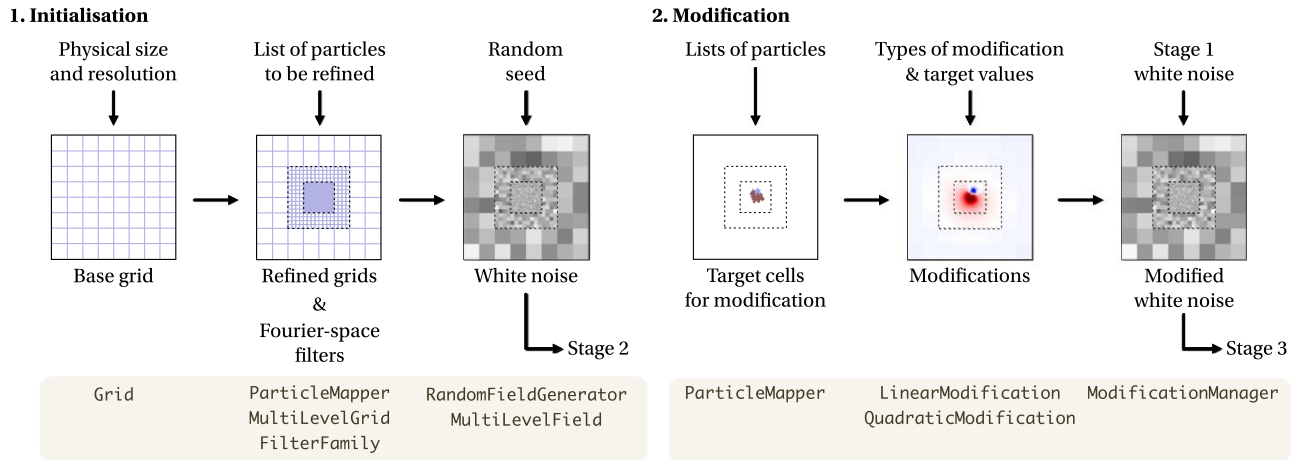 1. Initialisation
Physical size
and resolution
List of particles
to be refined
Random
seed
Base grid
Refined grids
&
Fourier-space
filters
White noise
Stage 2
Grid
ParticleMapper
MultiLevelGrid
FilterFamily
RandomFieldGenerator
MultiLevelField
2. Modification
Lists of particles
Types of modification
& target values
Stage 1
white noise
Target cells
for modification
Modifications
Modified
white noise
Stage 3
ParticleMapper
LinearModification
QuadraticModification
ModificationManager